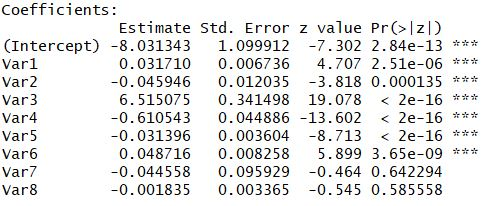 Coefficients:
Estimate Std. Error z value Pr(>|z|)
(Intercept) -8.031343 1.099912 -7.302 2.84e-13 ***
Var1 0.031710 0.006736 4.707 2.51e-06 ***
Var2 -0.045946 0.012035 -3.818 0.000135 ***
Var3 6.515075 0.341498 19.078 < 2e-16 ***
Var4 -0.610543 0.044886 -13.602 < 2e-16 ***
Var5 -0.031396 0.003604 -8.713 < 2e-16 ***
Var6 0.048716 0.008258 5.899 3.65e-09 ***
Var7 -0.044558 0.095929 -0.464 0.642294
Var8 -0.001835 0.003365 -0.545 0.585558